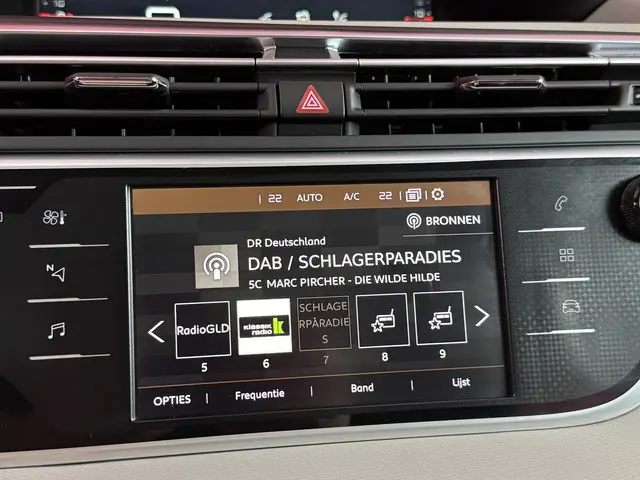 22 AUTO A/C 22
BRONNEN
DR Deutschland
DAB / SCHLAGERPARADIES
5C MARC PIRCHER - DIE WILDE HILDE
RadioGLD
klassik
radio
SCHLAGE
RPARADIE
S
5
6
7
8
9
OPTIES
Frequentie
Band
Lijst
N